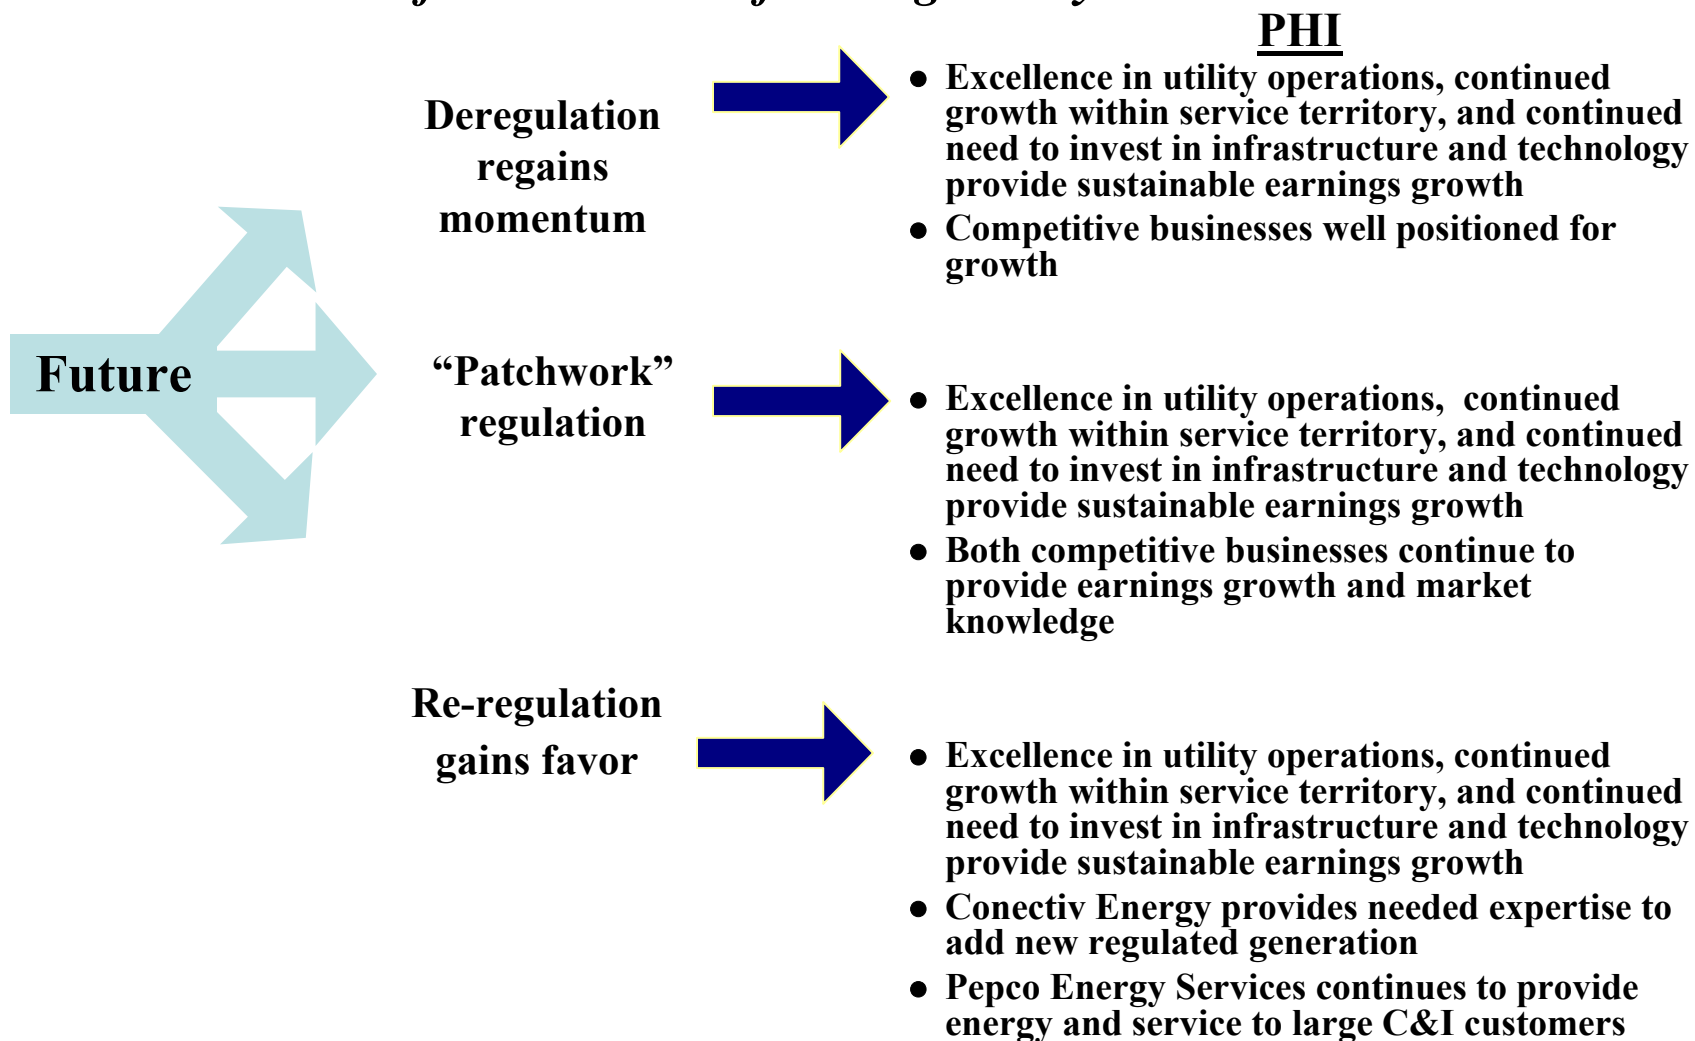 PHI
Deregulation
regains
momentum
● Excellence in utility operations, continued
growth within service territory, and continued
need to invest in infrastructure and technology
provide sustainable earnings growth
● Competitive businesses well positioned for
growth
Future
“Patchwork”
regulation
● Excellence in utility operations,  continued
growth within service territory, and continued
need to invest in infrastructure and technology
provide sustainable earnings growth
● Both competitive businesses continue to
provide earnings growth and market
knowledge
Re-regulation
gains favor
● Excellence in utility operations, continued
growth within service territory, and continued
need to invest in infrastructure and technology
provide sustainable earnings growth
● Conectiv Energy provides needed expertise to
add new regulated generation
● Pepco Energy Services continues to provide
energy and service to large C&I customers